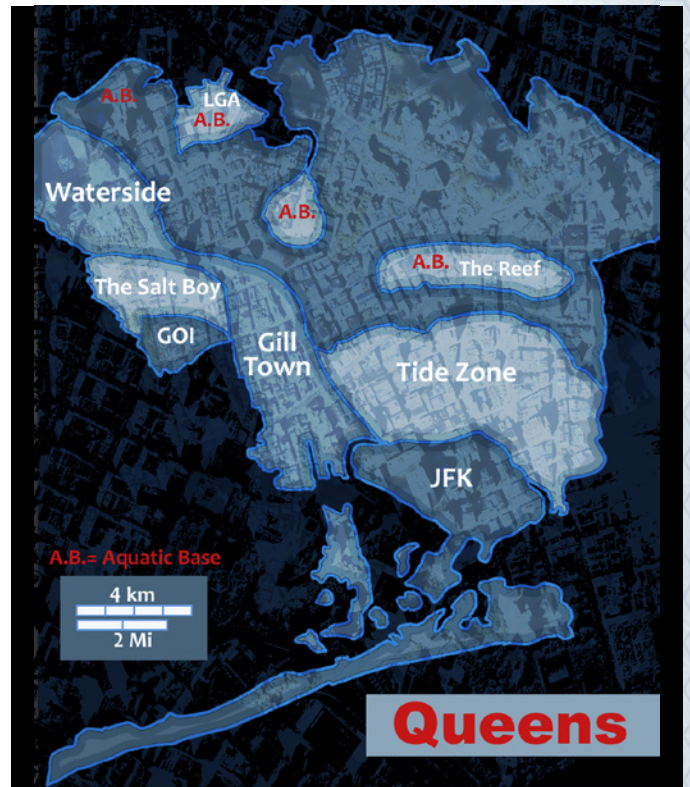 A.B.
LGA
A.B.
Waterside
A.B.
A.B. The Reef
The Salt Boy
GOI
Gill
Town
Tide Zone
JFK
A.B.= Aquatic Base
4 km
2 Mi
Queens